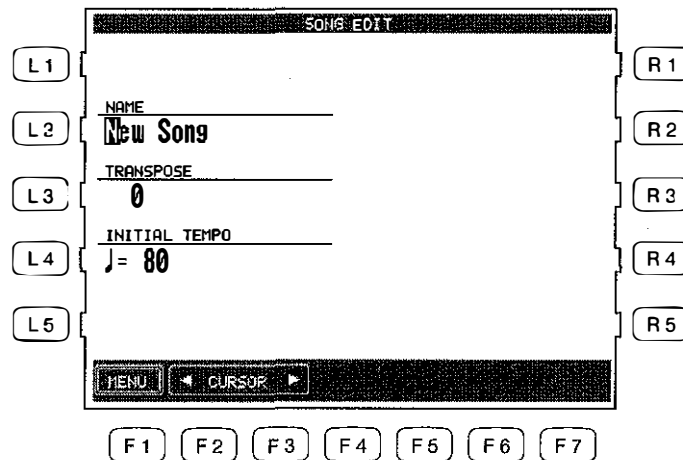 SONG EDIT
L1 R1
NAME
L2 New Song R2
TRANSPOSE
L3 0 R3
INITIAL TEMPO
L4 ♩= 80 R4
L5 R5
MENU ◄ CURSOR ►
F1 F2 F3 F4 F5 F6 F7